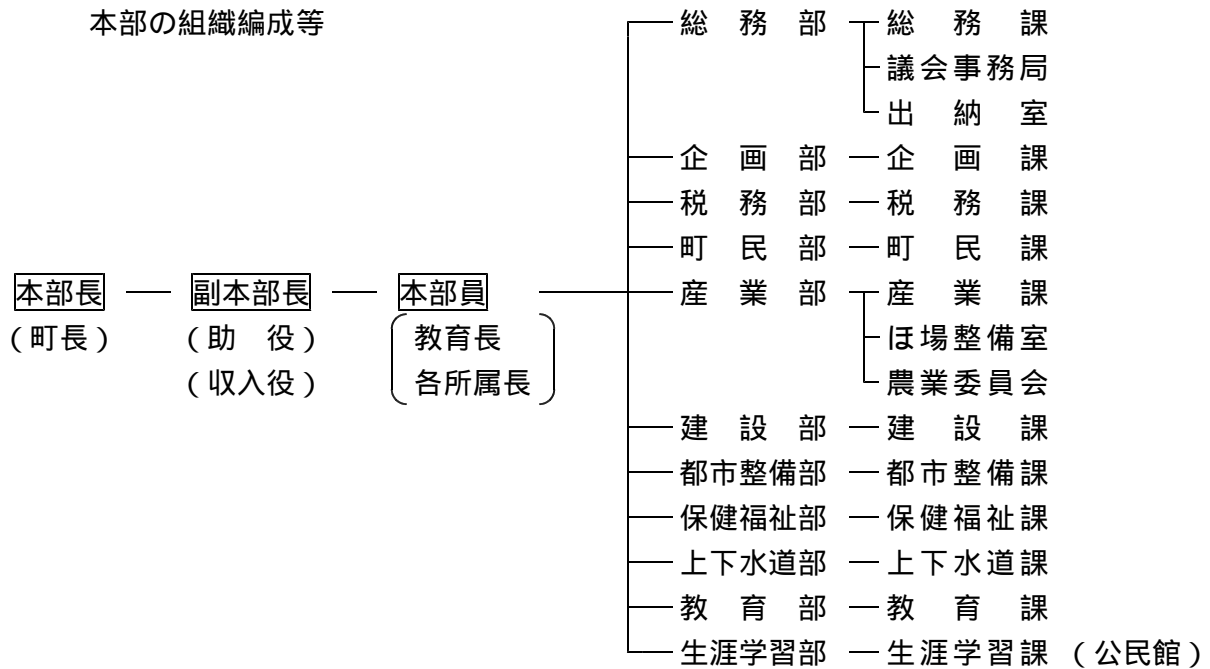 本部の組織編成等
総務部 総務課
議会事務局
出納室
企画部 企画課
税務部 税務課
町民部 町民課
本部長 副本部長 本部員 産業部 産業課
(町長) (助役) 教育長 ほ場整備室
(収入役) 各所属長 農業委員会
建設部 建設課
都市整備部 都市整備課
保健福祉部 保健福祉課
上下水道部 上下水道課
教育部 教育課
生涯学習部 生涯学習課 (公民館)